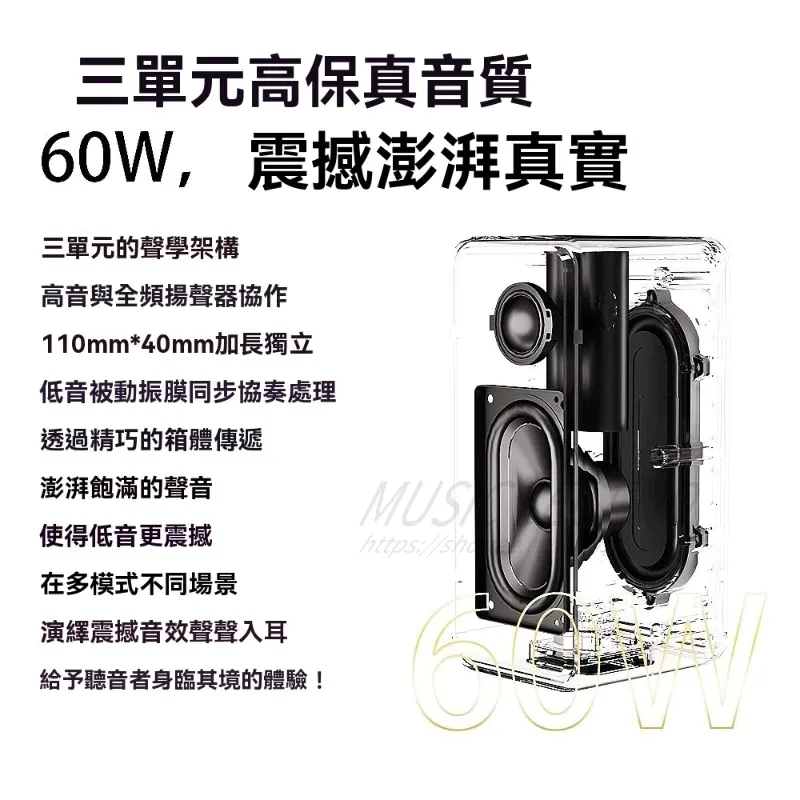 三單元高保真音質
60W, 震撼澎湃真實
三單元的聲學架構
高音與全頻揚聲器協作
110mm*40mm加長獨立
低音被動振膜同步協奏處理
透過精巧的箱體傳遞
澎湃飽滿的聲音
使得低音更震撼
在多模式不同場景
演繹震撼音效聲聲入耳
給予聽音者身臨其境的體驗！
MUSIC
60W